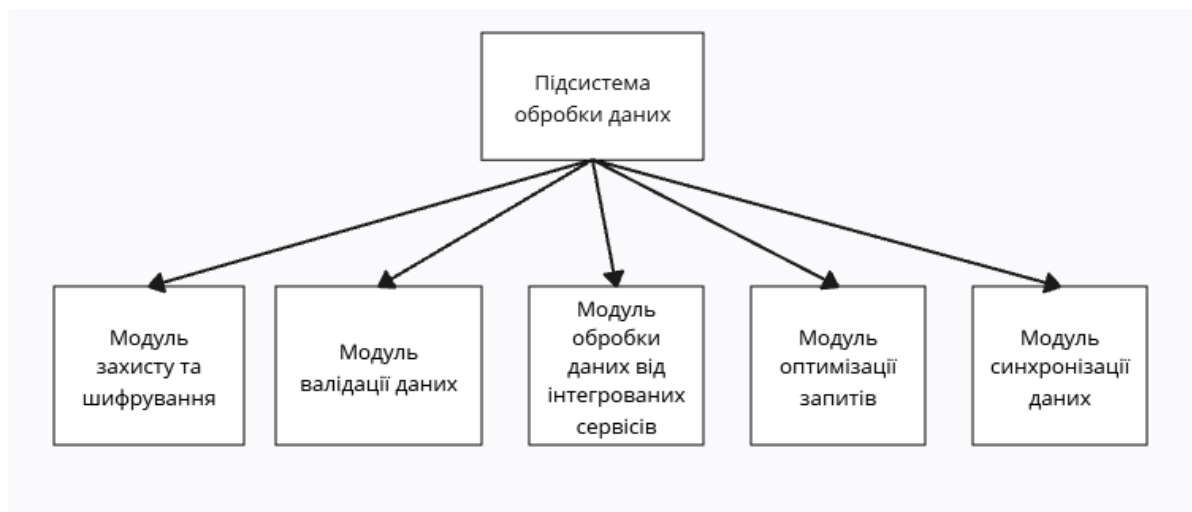 Підсистема
обробки даних
Модуль
захисту та
шифрування
Модуль
валідації даних
Модуль
обробки
даних від
інтегрованих
сервісів
Модуль
оптимізації
запитів
Модуль
синхронізації
даних